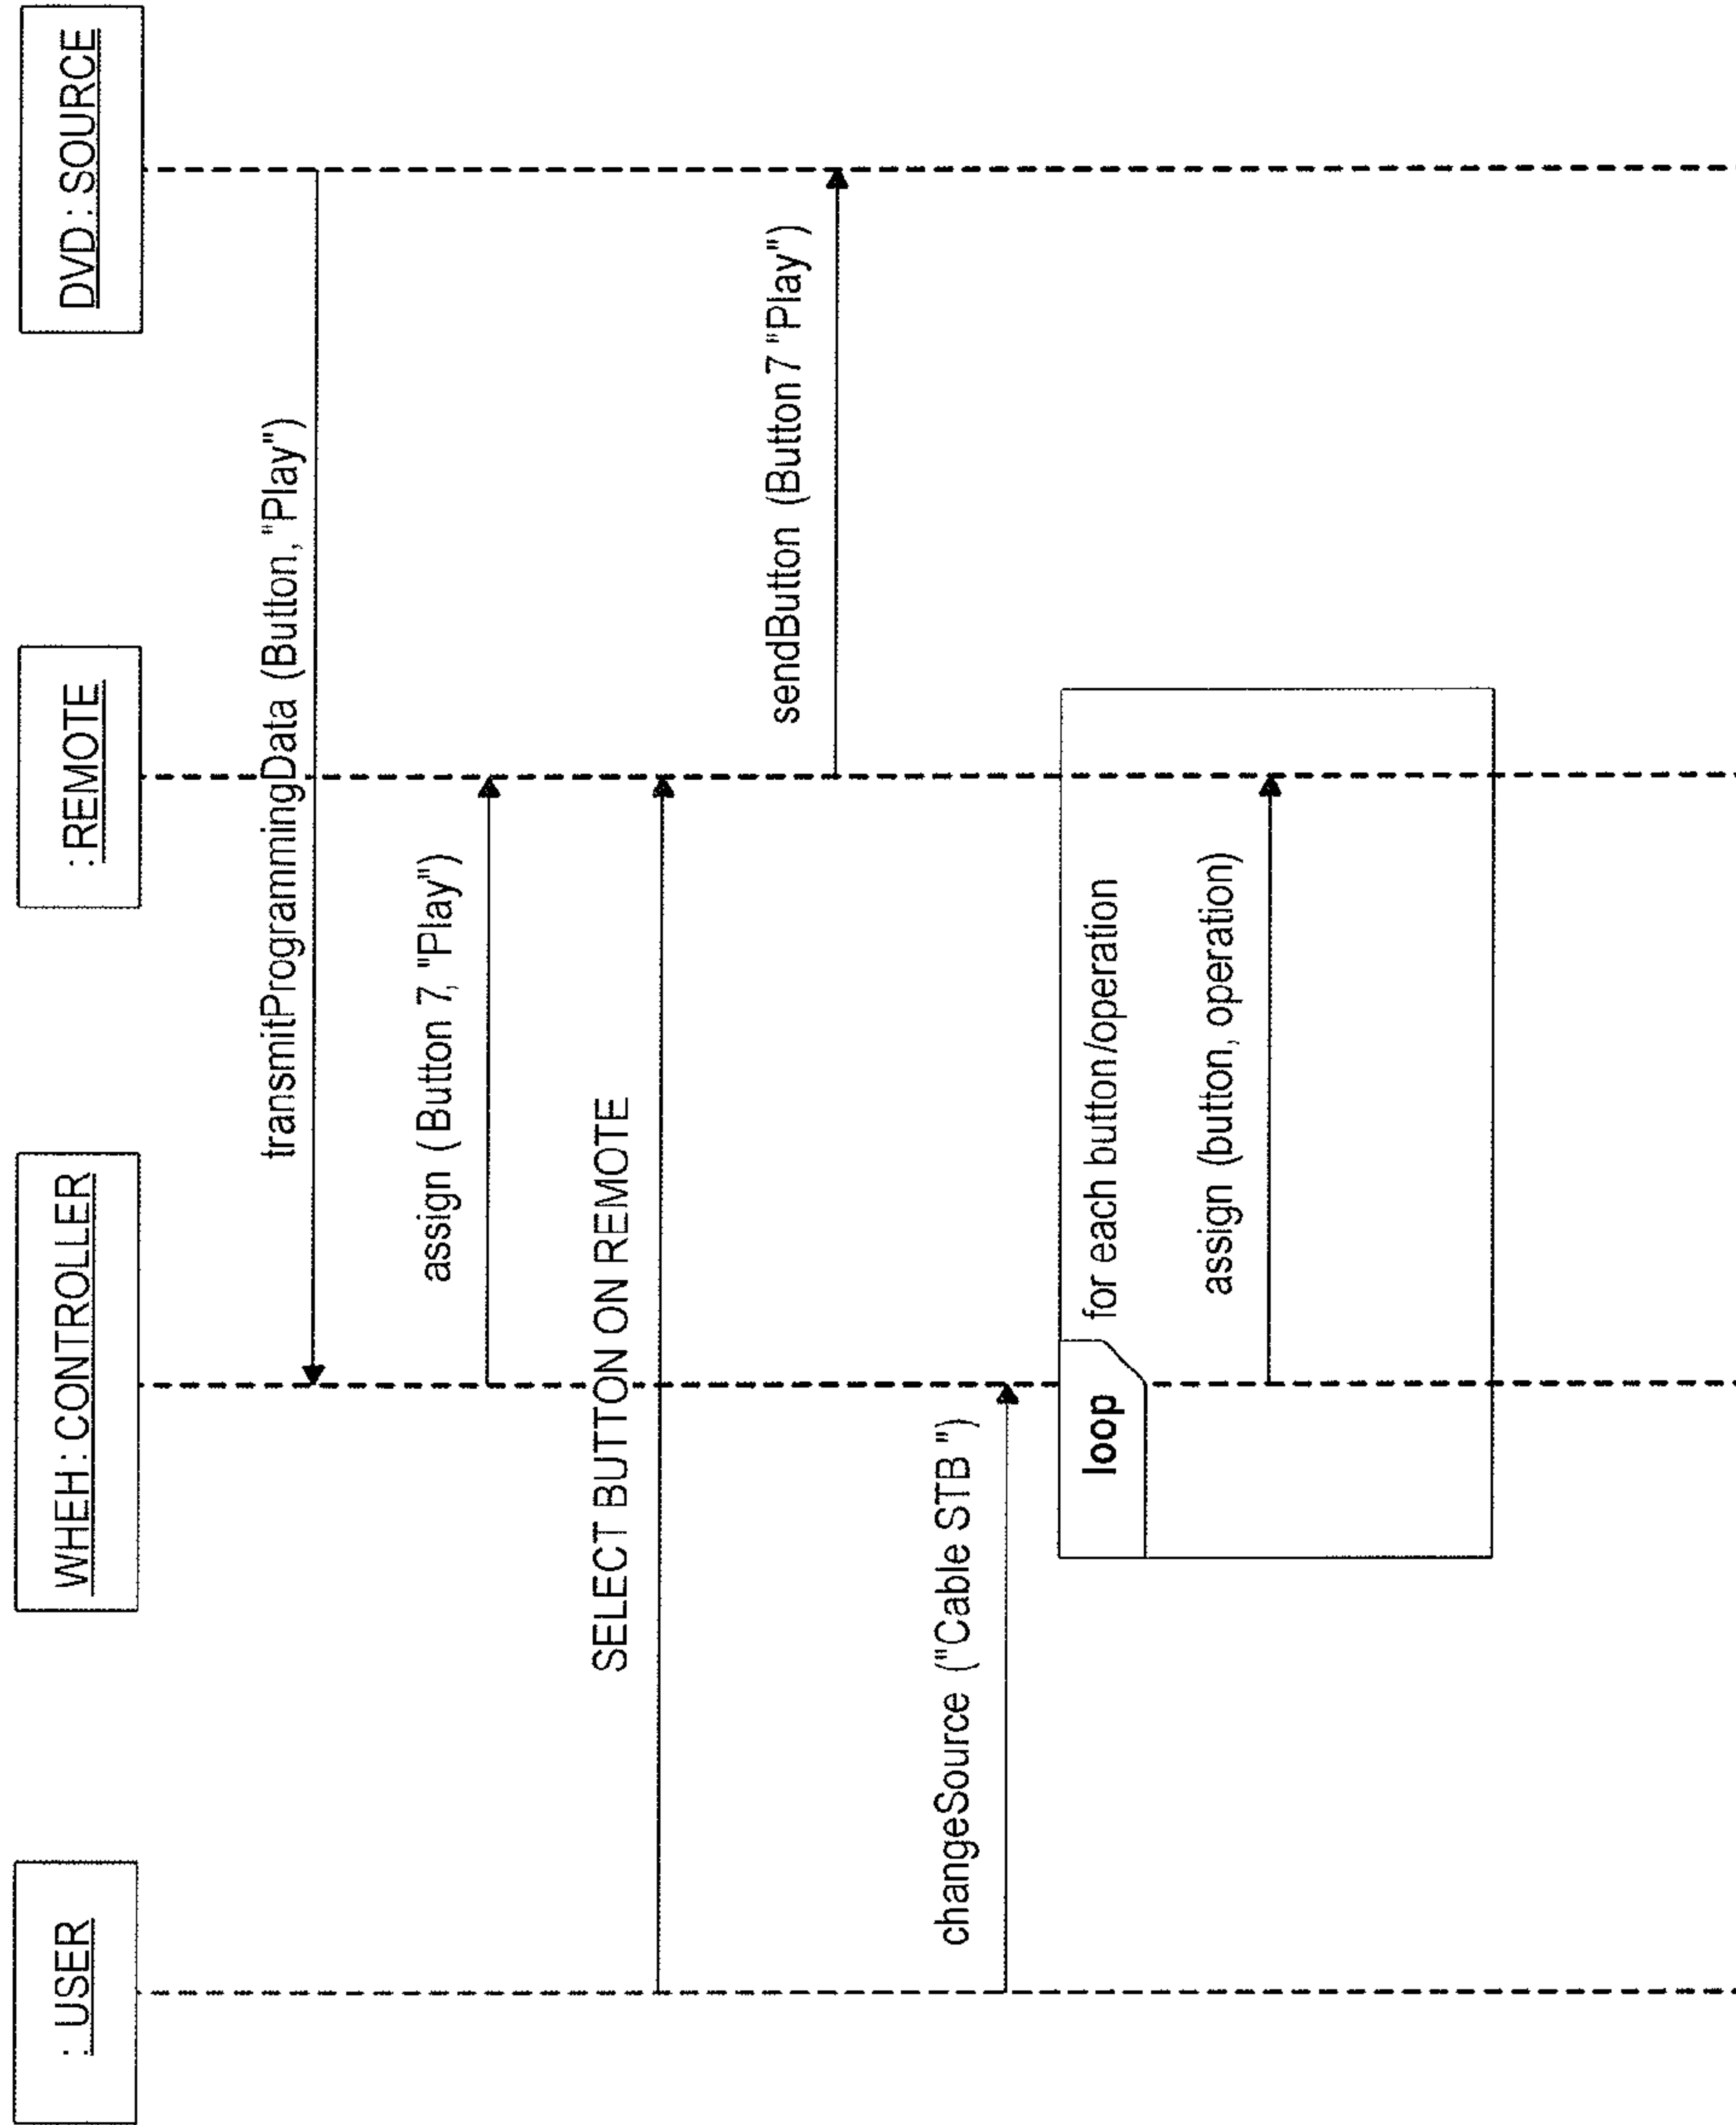 : USER
WHEH : CONTROLLER
: REMOTE
DVD : SOURCE
transmitProgrammingData (Button, "Play")
assign (Button 7, "Play")
SELECT BUTTON ON REMOTE
sendButton (Button 7 "Play")
changeSource ("Cable STB")
loop
for each button/operation
assign (button, operation)